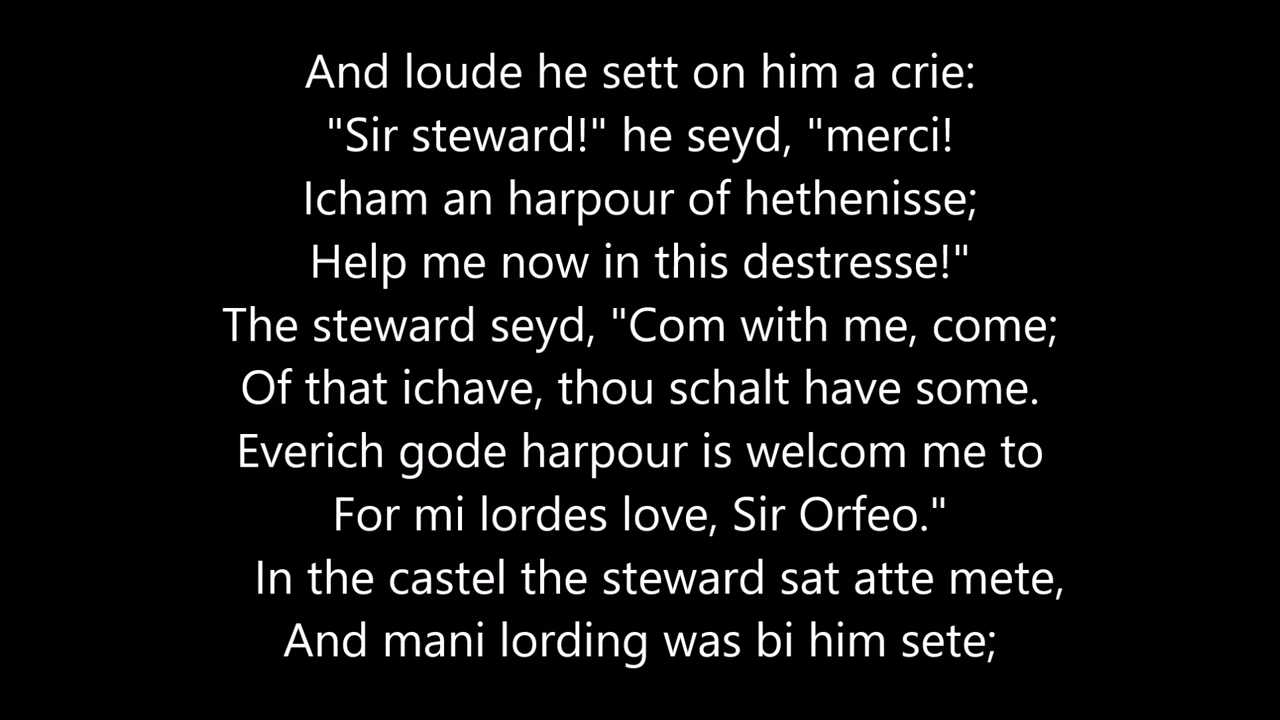 And loude he sett on him a crie:
"Sir steward!" he seyd, "merci!
Icham an harpour of hethenisse;
Help me now in this destresse!"
The steward seyd, "Com with me, come;
Of that ichave, thou schalt have some.
Everich gode harpour is welcom me to
For mi lordes love, Sir Orfeo."
In the castel the steward sat atte mete,
And mani lording was bi him sete;